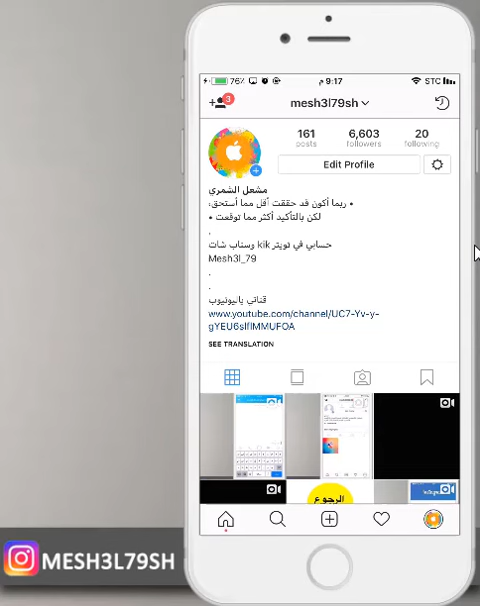 76%
9:17 م
STC
3
mesh3l79sh
161
6,603
20
posts
followers
following
Edit Profile
مشعل الشمري
• ربما أكون قد حققت أقل مما أستحق،
لكن بالتأكيد أكثر مما توقعت •
.
حسابي في تويتر kik وسناب شات
Mesh3l_79
.
.
قناتي ياليوتيوب
www.youtube.com/channel/UC7-Yv-y-
gYEU6slflMMUFOA
SEE TRANSLATION
الرجوع
MESH3L79SH